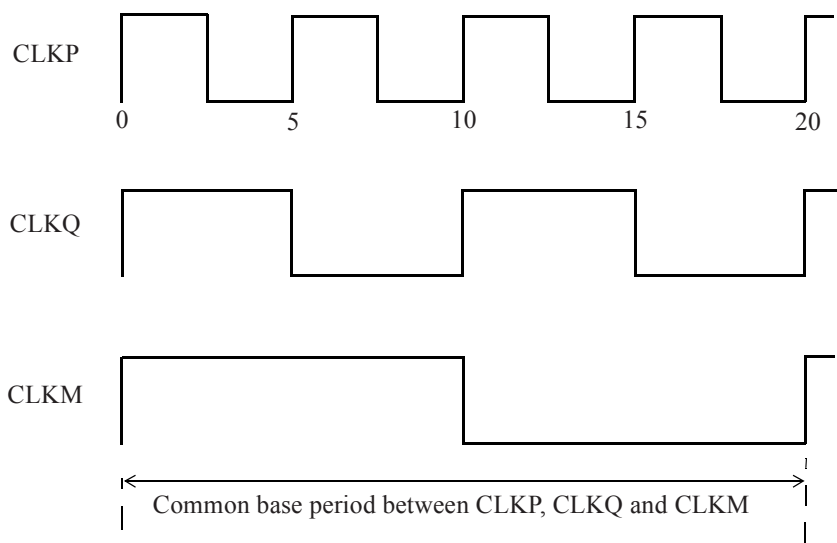 CLKP
0 5 10 15 20
CLKQ
CLKM
Common base period between CLKP, CLKQ and CLKM